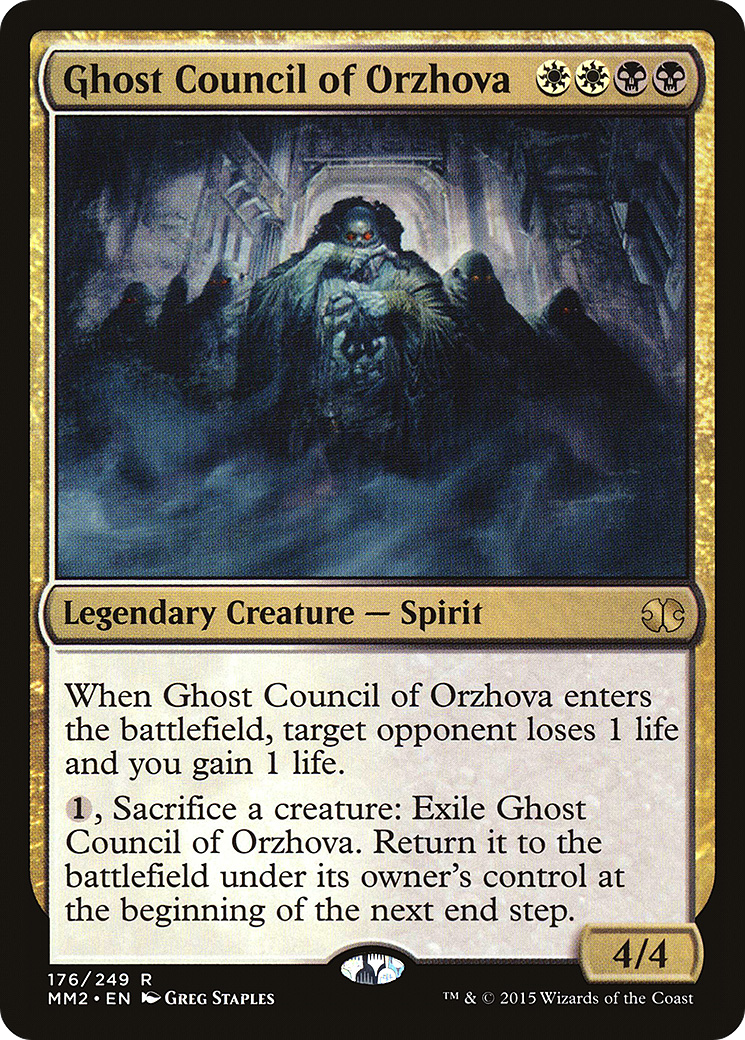 Ghost Council of Orzhova
Legendary Creature — Spirit
When Ghost Council of Orzhova enters
the battlefield, target opponent loses 1 life
and you gain 1 life.
1, Sacrifice a creature: Exile Ghost
Council of Orzhova. Return it to the
battlefield under its owner's control at
the beginning of the next end step.
4/4
176/249 R
MM2 • EN Greg Staples
™ & © 2015 Wizards of the Coast